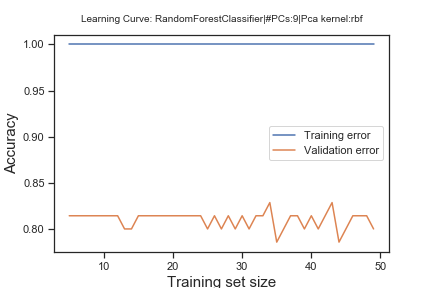 Learning Curve: RandomForestClassifier|#PCs:9|Pca kernel:rbf
1.00
0.95
0.90
0.85
0.80
Accuracy
Training error
Validation error
10
20
30
40
50
Training set size